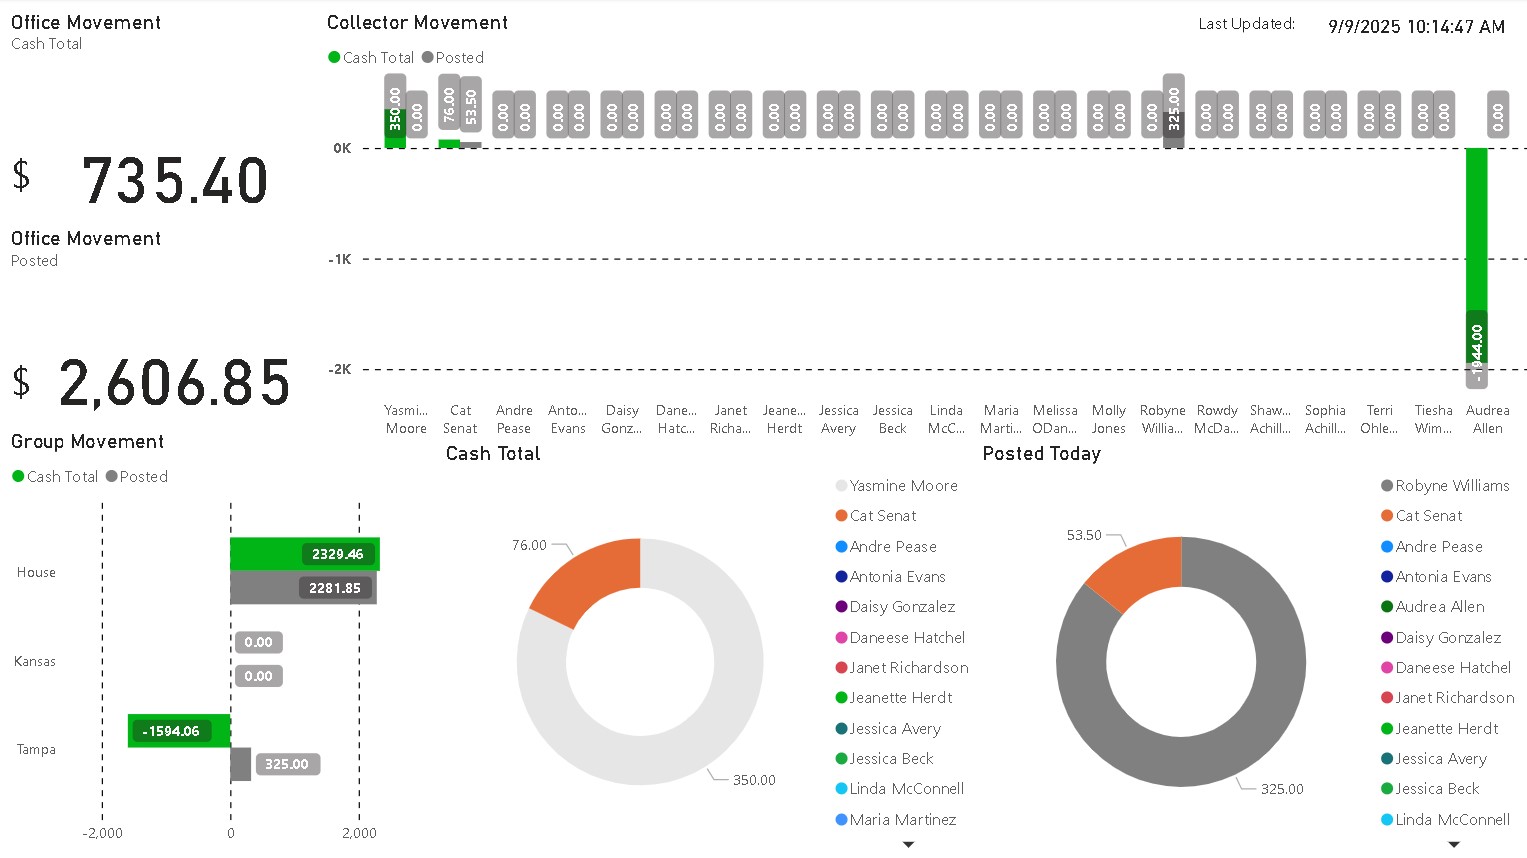 Office Movement
Cash Total
$ 735.40
Office Movement
Posted
$ 2,606.85
Collector Movement
Last Updated: 9/9/2025 10:14:47 AM
Cash Total Posted
350.00 0.00 76.00 53.50 0.00 0.00 0.00 0.00 0.00 0.00 0.00 0.00 0.00 0.00 0.00 0.00 0.00 0.00 0.00 0.00 0.00 0.00 0.00 0.00 0.00 0.00 0.00 0.00 0.00 325.00 0.00 0.00 0.00 0.00 0.00 0.00 0.00 0.00 0.00 0.00 -1944.00 0.00
0K
-1K
-2K
Yasmi... Moore
Cat Senat
Andre Pease
Anto... Evans
Daisy Gonz...
Dane... Hatc...
Janet Richa...
Jeane... Herdt
Jessica Avery
Jessica Beck
Linda McC...
Maria Marti...
Melissa ODan...
Molly Jones
Robyne Willia...
Rowdy McDa...
Shaw... Achill...
Sophia Achill...
Terri Ohle...
Tiesha Wim...
Audrea Allen
Group Movement
Cash Total Posted
House
2329.46
2281.85
Kansas
0.00
0.00
Tampa
-1594.06
325.00
-2,000 0 2,000
Cash Total
76.00
350.00
Yasmine Moore
Cat Senat
Andre Pease
Antonia Evans
Daisy Gonzalez
Daneese Hatchel
Janet Richardson
Jeanette Herdt
Jessica Avery
Jessica Beck
Linda McConnell
Maria Martinez
Posted Today
53.50
325.00
Robyne Williams
Cat Senat
Andre Pease
Antonia Evans
Audrea Allen
Daisy Gonzalez
Daneese Hatchel
Janet Richardson
Jeanette Herdt
Jessica Avery
Jessica Beck
Linda McConnell